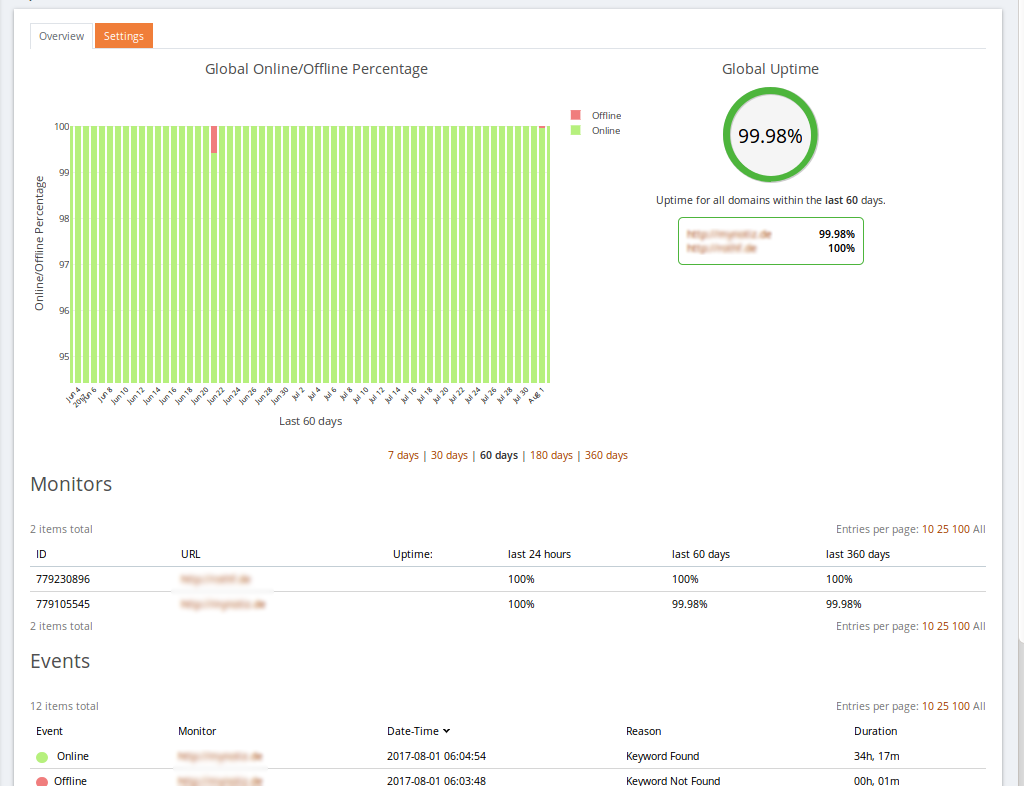 Overview Settings
Global Online/Offline Percentage
Offline
Online
Online/Offline Percentage
100
99
98
97
96
95
Jun 4
2017
Jun 6
Jun 8
Jun 10
Jun 12
Jun 14
Jun 16
Jun 18
Jun 20
Jun 22
Jun 24
Jun 26
Jun 28
Jun 30
Jul 2
Jul 4
Jul 6
Jul 8
Jul 10
Jul 12
Jul 14
Jul 16
Jul 18
Jul 20
Jul 22
Jul 24
Jul 26
Jul 28
Jul 30
Aug 1
Last 60 days
Global Uptime
99.98%
Uptime for all domains within the last 60 days.
99.98%
100%
7 days | 30 days | 60 days | 180 days | 360 days
Monitors
2 items total Entries per page: 10 25 100 All
ID URL Uptime: last 24 hours last 60 days last 360 days
779230896 100% 100% 100%
779105545 100% 99.98% 99.98%
2 items total Entries per page: 10 25 100 All
Events
12 items total Entries per page: 10 25 100 All
Event Monitor Date-Time Reason Duration
Online 2017-08-01 06:04:54 Keyword Found 34h, 17m
Offline 2017-08-01 06:03:48 Keyword Not Found 00h, 01m